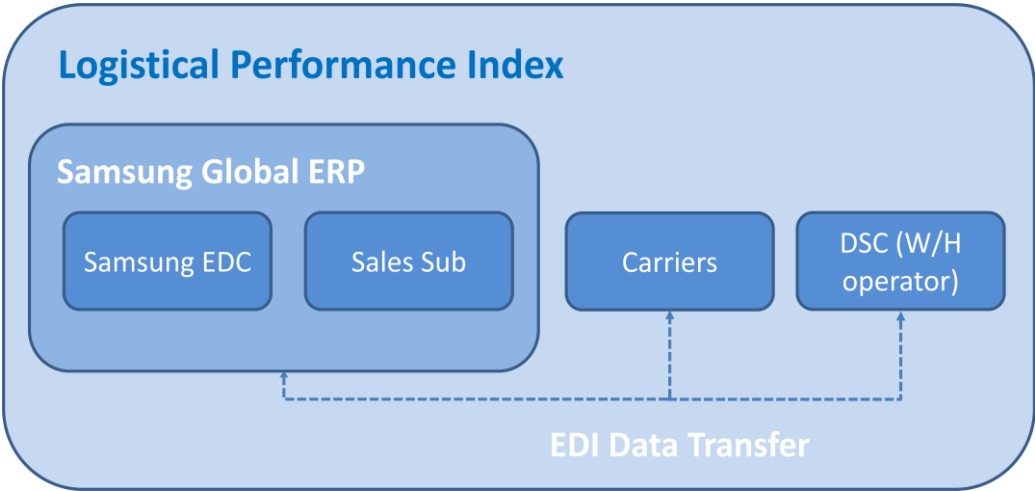 Logistical Performance Index
Samsung Global ERP
Samsung EDC
Sales Sub
Carriers
DSC (W/H
operator)
EDI Data Transfer